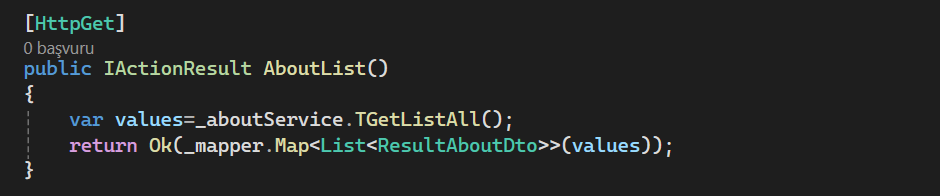 [HttpGet]
0 başvuru
public IActionResult AboutList()
{
var values=_aboutService.TGetListAll();
return Ok(_mapper.Map<List<ResultAboutDto>>(values));
}